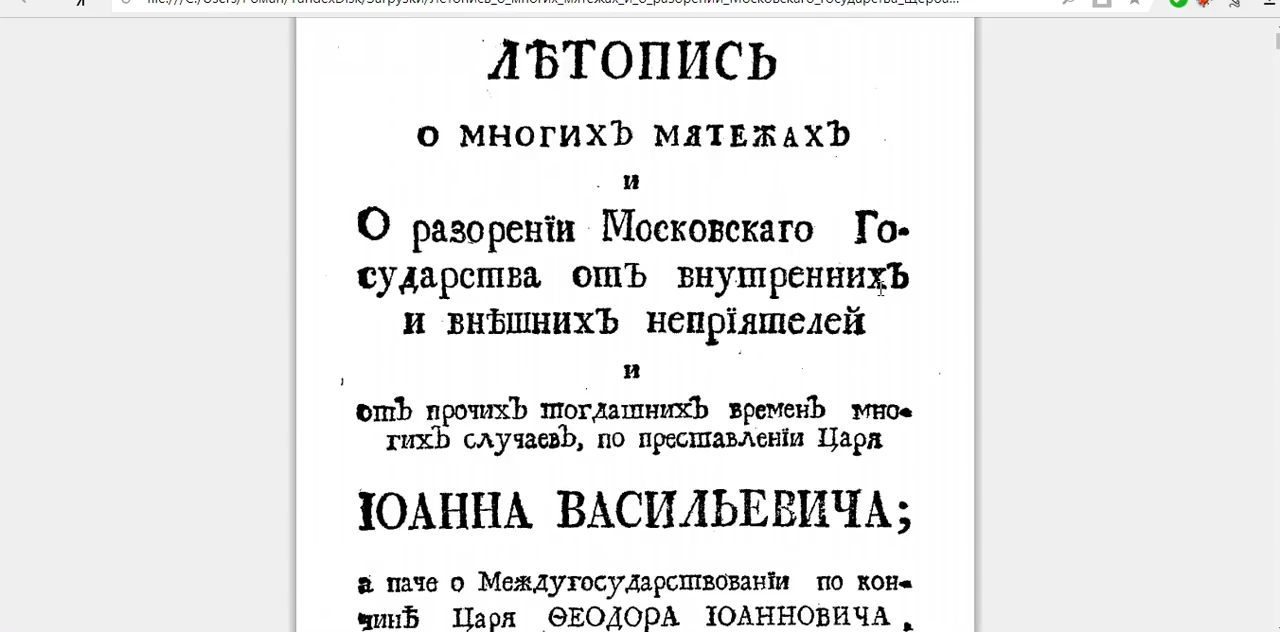 ЛѢТОПИСЬ
О МНОГИХЪ МЯТЕЖАХЪ
и
О разоренїи Московскаго Го-
сударства отъ внутреннихъ
и внѣшнихъ непрїятелей
и
отъ прочихъ тогдашнихъ временъ мно-
гихъ случаевъ, по преставленїи Царя
ІОАННА ВАСИЛЬЕВИЧА;
а паче о Междугосударствованїи по кон-
чинѣ Царя ѲЕОДОРА ІОАННОВИЧА,